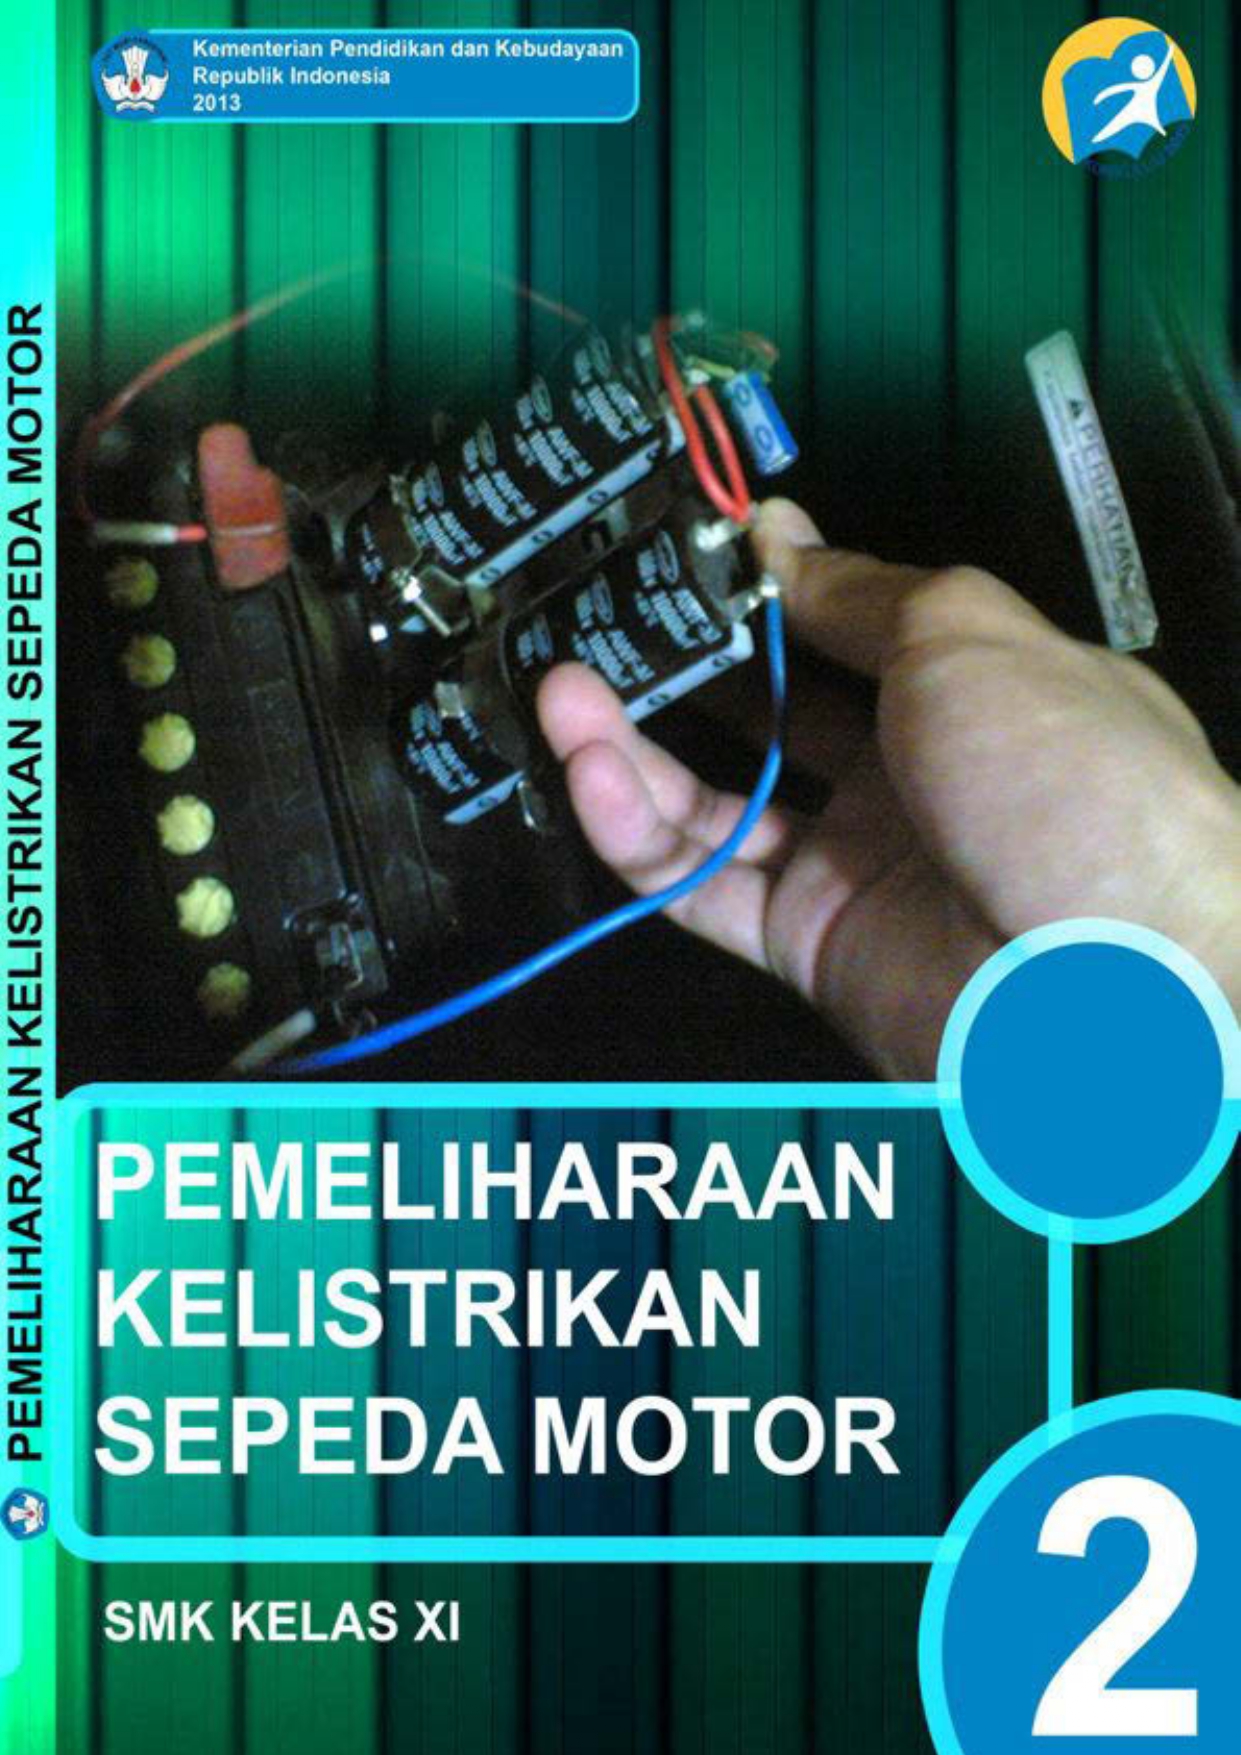 Kementerian Pendidikan dan Kebudayaan
Republik Indonesia
2013
PEMELIHARAAN KELISTRIKAN SEPEDA MOTOR
PERHATIAN
PEMELIHARAAN
KELISTRIKAN
SEPEDA MOTOR
SMK KELAS XI
2